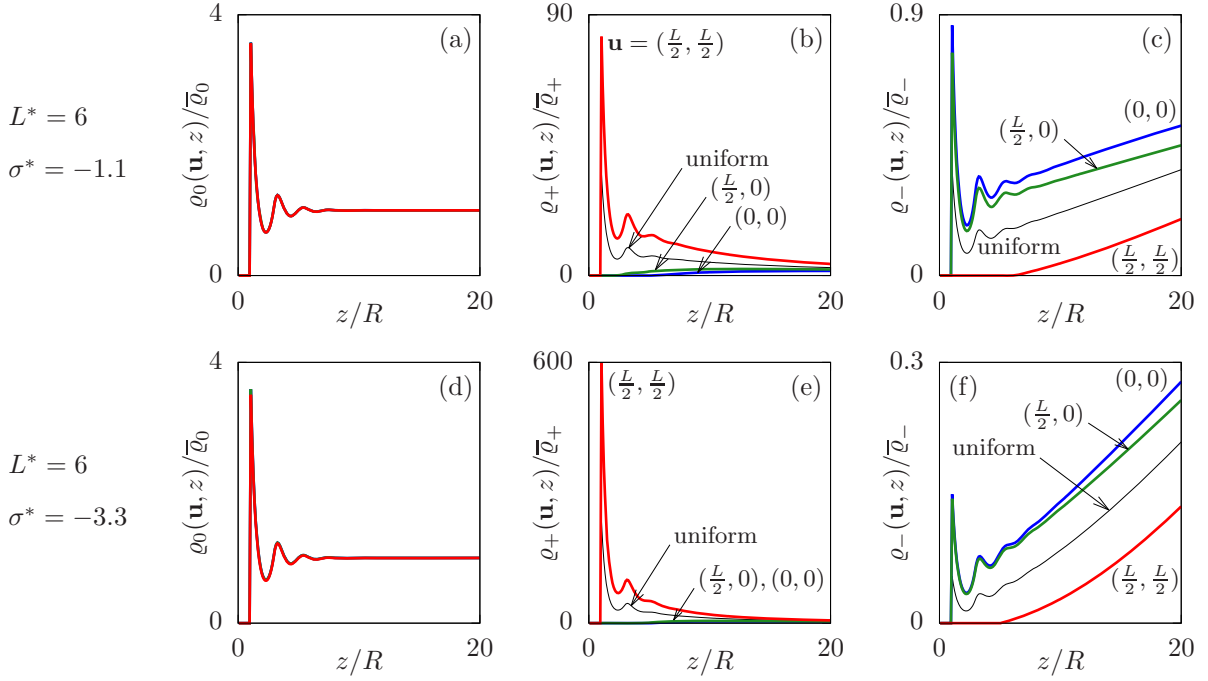 L* = 6
σ* = −1.1
4
0
ϱ₀(u, z)/ϱ̅₀
(a)
0
20
z/R
90
0
ϱ₊(u, z)/ϱ̅₊
u = (L/2, L/2)
(b)
uniform
(L/2, 0)
(0, 0)
0
20
z/R
0.9
0
ϱ₋(u, z)/ϱ̅₋
(c)
(0, 0)
(L/2, 0)
uniform
(L/2, L/2)
0
20
z/R
L* = 6
σ* = −3.3
4
0
ϱ₀(u, z)/ϱ̅₀
(d)
0
20
z/R
600
0
ϱ₊(u, z)/ϱ̅₊
(L/2, L/2)
(e)
uniform
(L/2, 0), (0, 0)
0
20
z/R
0.3
0
ϱ₋(u, z)/ϱ̅₋
(f)
(0, 0)
(L/2, 0)
uniform
(L/2, L/2)
0
20
z/R